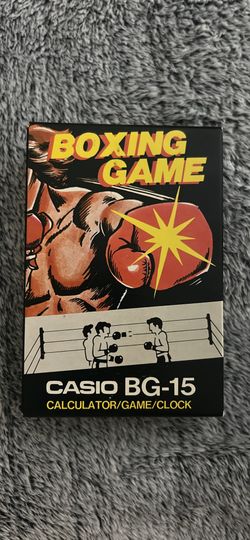 BOXING
GAME
CASIO BG-15
CALCULATOR/GAME/CLOCK